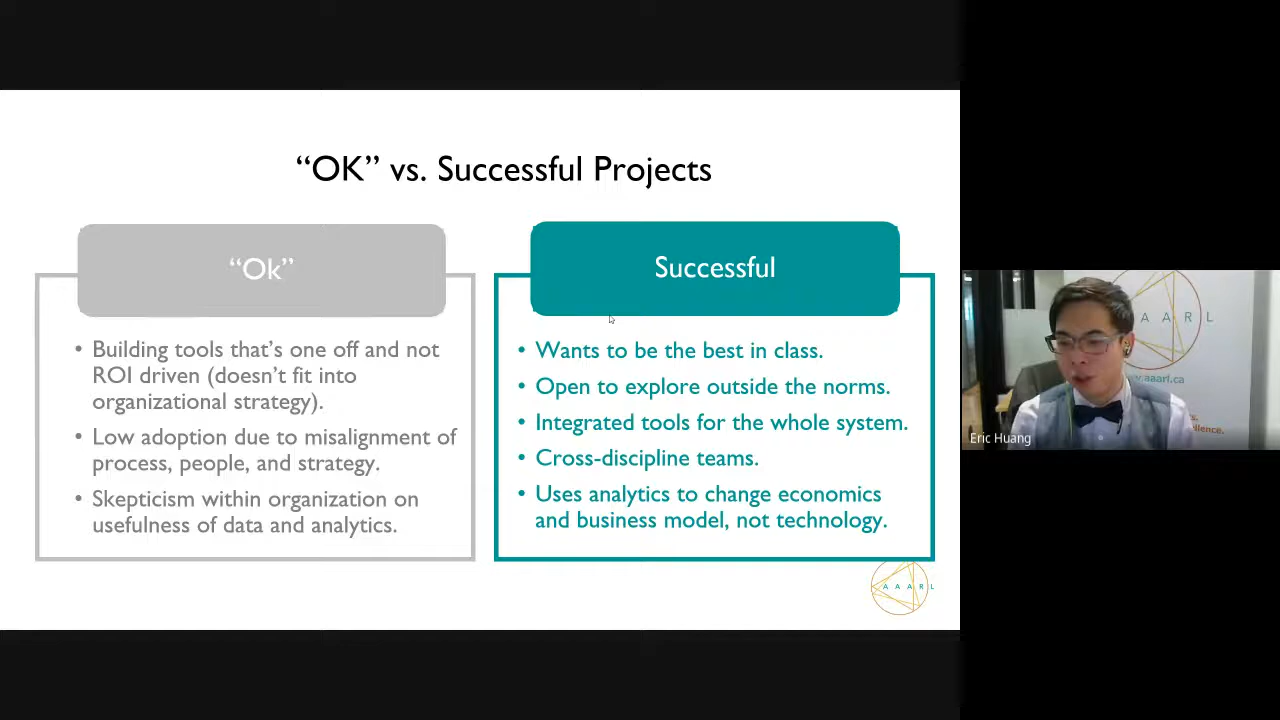 “OK” vs. Successful Projects
“Ok”
• Building tools that’s one off and not
ROI driven (doesn’t fit into
organizational strategy).
• Low adoption due to misalignment of
process, people, and strategy.
• Skepticism within organization on
usefulness of data and analytics.
Successful
• Wants to be the best in class.
• Open to explore outside the norms.
• Integrated tools for the whole system.
• Cross-discipline teams.
• Uses analytics to change economics
and business model, not technology.
A A A R L
A A R L
www.aaarl.ca
Eric Huang